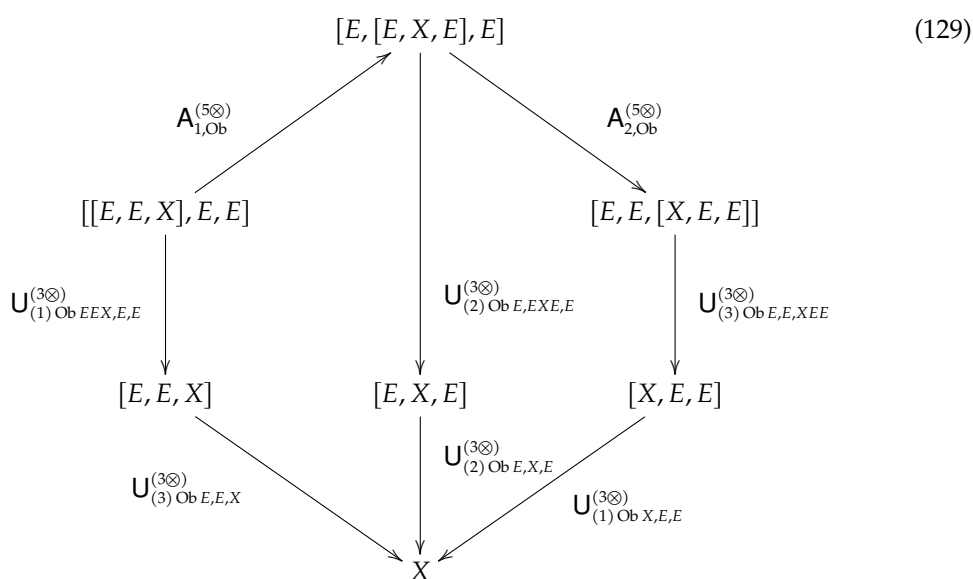 [E, [E, X, E], E] (129)
A^{(5⊗)}_{1,Ob} A^{(5⊗)}_{2,Ob}
[[E, E, X], E, E] [E, E, [X, E, E]]
U^{(3⊗)}_{(1) Ob EEX,E,E} U^{(3⊗)}_{(2) Ob E,EXE,E} U^{(3⊗)}_{(3) Ob E,E,XEE}
[E, E, X] [E, X, E] [X, E, E]
U^{(3⊗)}_{(3) Ob E,E,X} U^{(3⊗)}_{(2) Ob E,X,E} U^{(3⊗)}_{(1) Ob X,E,E}
X